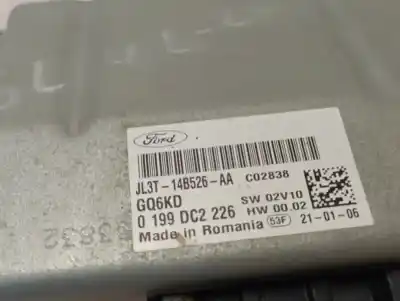 Ford
JL3T-14B526-AA C02838
GQ6KD SW 02V10
0 199 DC2 226 HW 00.02
Made in Romania 53F 21-01-06